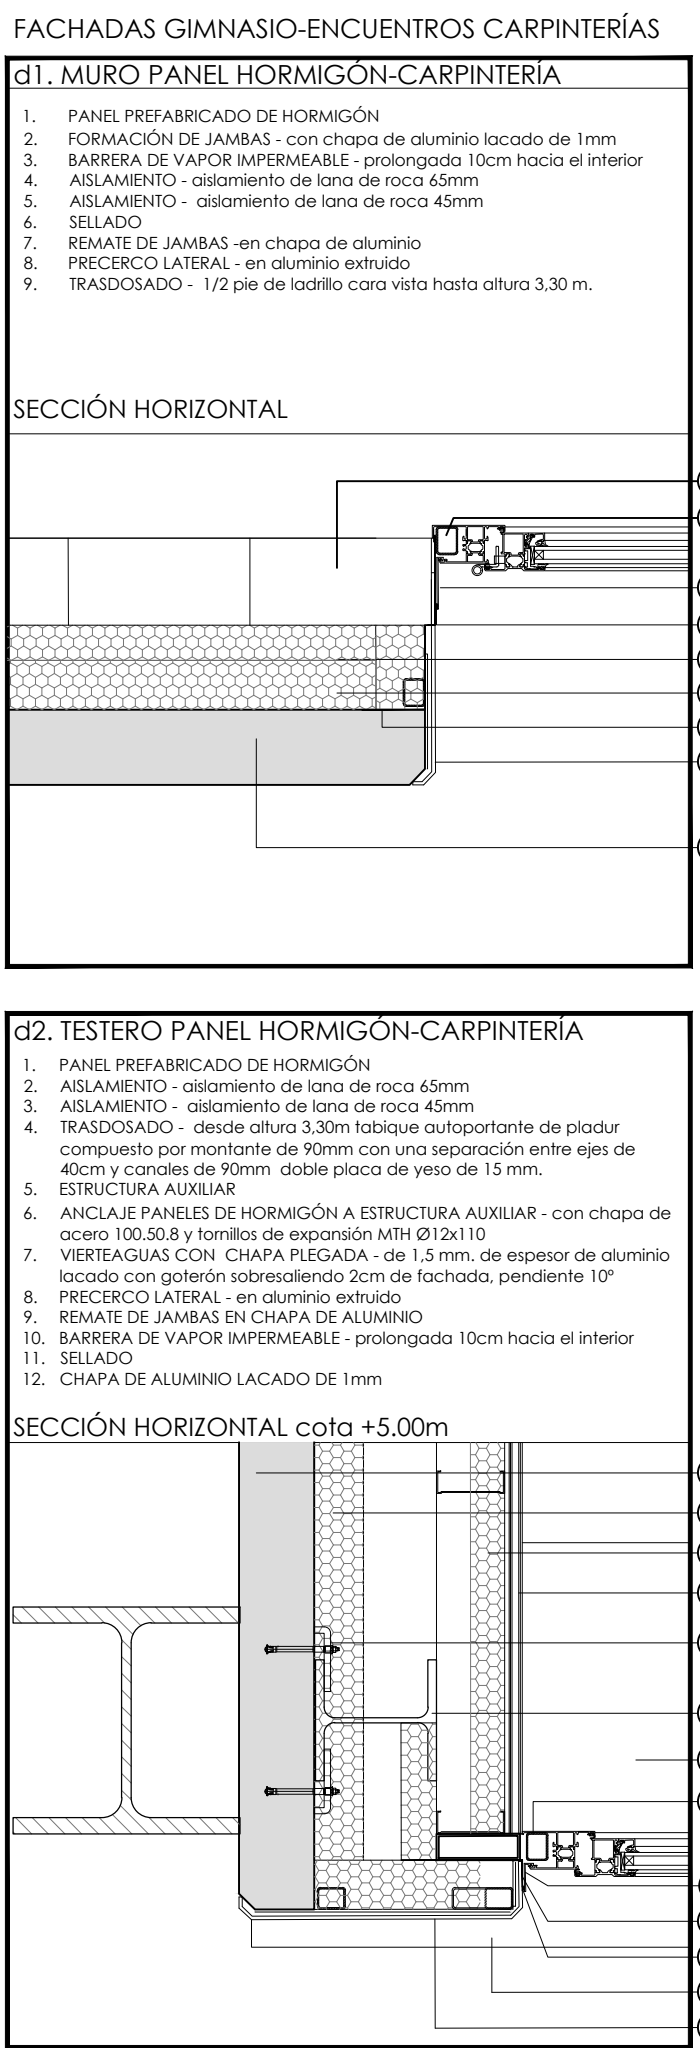 FACHADAS GIMNASIO-ENCUENTROS CARPINTERÍAS
d1. MURO PANEL HORMIGÓN-CARPINTERÍA
1. PANEL PREFABRICADO DE HORMIGÓN
2. FORMACIÓN DE JAMBAS - con chapa de aluminio lacado de 1mm
3. BARRERA DE VAPOR IMPERMEABLE - prolongada 10cm hacia el interior
4. AISLAMIENTO - aislamiento de lana de roca 65mm
5. AISLAMIENTO - aislamiento de lana de roca 45mm
6. SELLADO
7. REMATE DE JAMBAS -en chapa de aluminio
8. PRECERCO LATERAL - en aluminio extruido
9. TRASDOSADO - 1/2 pie de ladrillo cara vista hasta altura 3,30 m.
SECCIÓN HORIZONTAL
d2. TESTERO PANEL HORMIGÓN-CARPINTERÍA
1. PANEL PREFABRICADO DE HORMIGÓN
2. AISLAMIENTO - aislamiento de lana de roca 65mm
3. AISLAMIENTO - aislamiento de lana de roca 45mm
4. TRASDOSADO - desde altura 3,30m tabique autoportante de pladur
compuesto por montante de 90mm con una separación entre ejes de
40cm y canales de 90mm doble placa de yeso de 15 mm.
5. ESTRUCTURA AUXILIAR
6. ANCLAJE PANELES DE HORMIGÓN A ESTRUCTURA AUXILIAR - con chapa de
acero 100.50.8 y tornillos de expansión MTH Ø12x110
7. VIERTEAGUAS CON CHAPA PLEGADA - de 1,5 mm. de espesor de aluminio
lacado con goterón sobresaliendo 2cm de fachada, pendiente 10º
8. PRECERCO LATERAL - en aluminio extruido
9. REMATE DE JAMBAS EN CHAPA DE ALUMINIO
10. BARRERA DE VAPOR IMPERMEABLE - prolongada 10cm hacia el interior
11. SELLADO
12. CHAPA DE ALUMINIO LACADO DE 1mm
SECCIÓN HORIZONTAL cota +5.00m